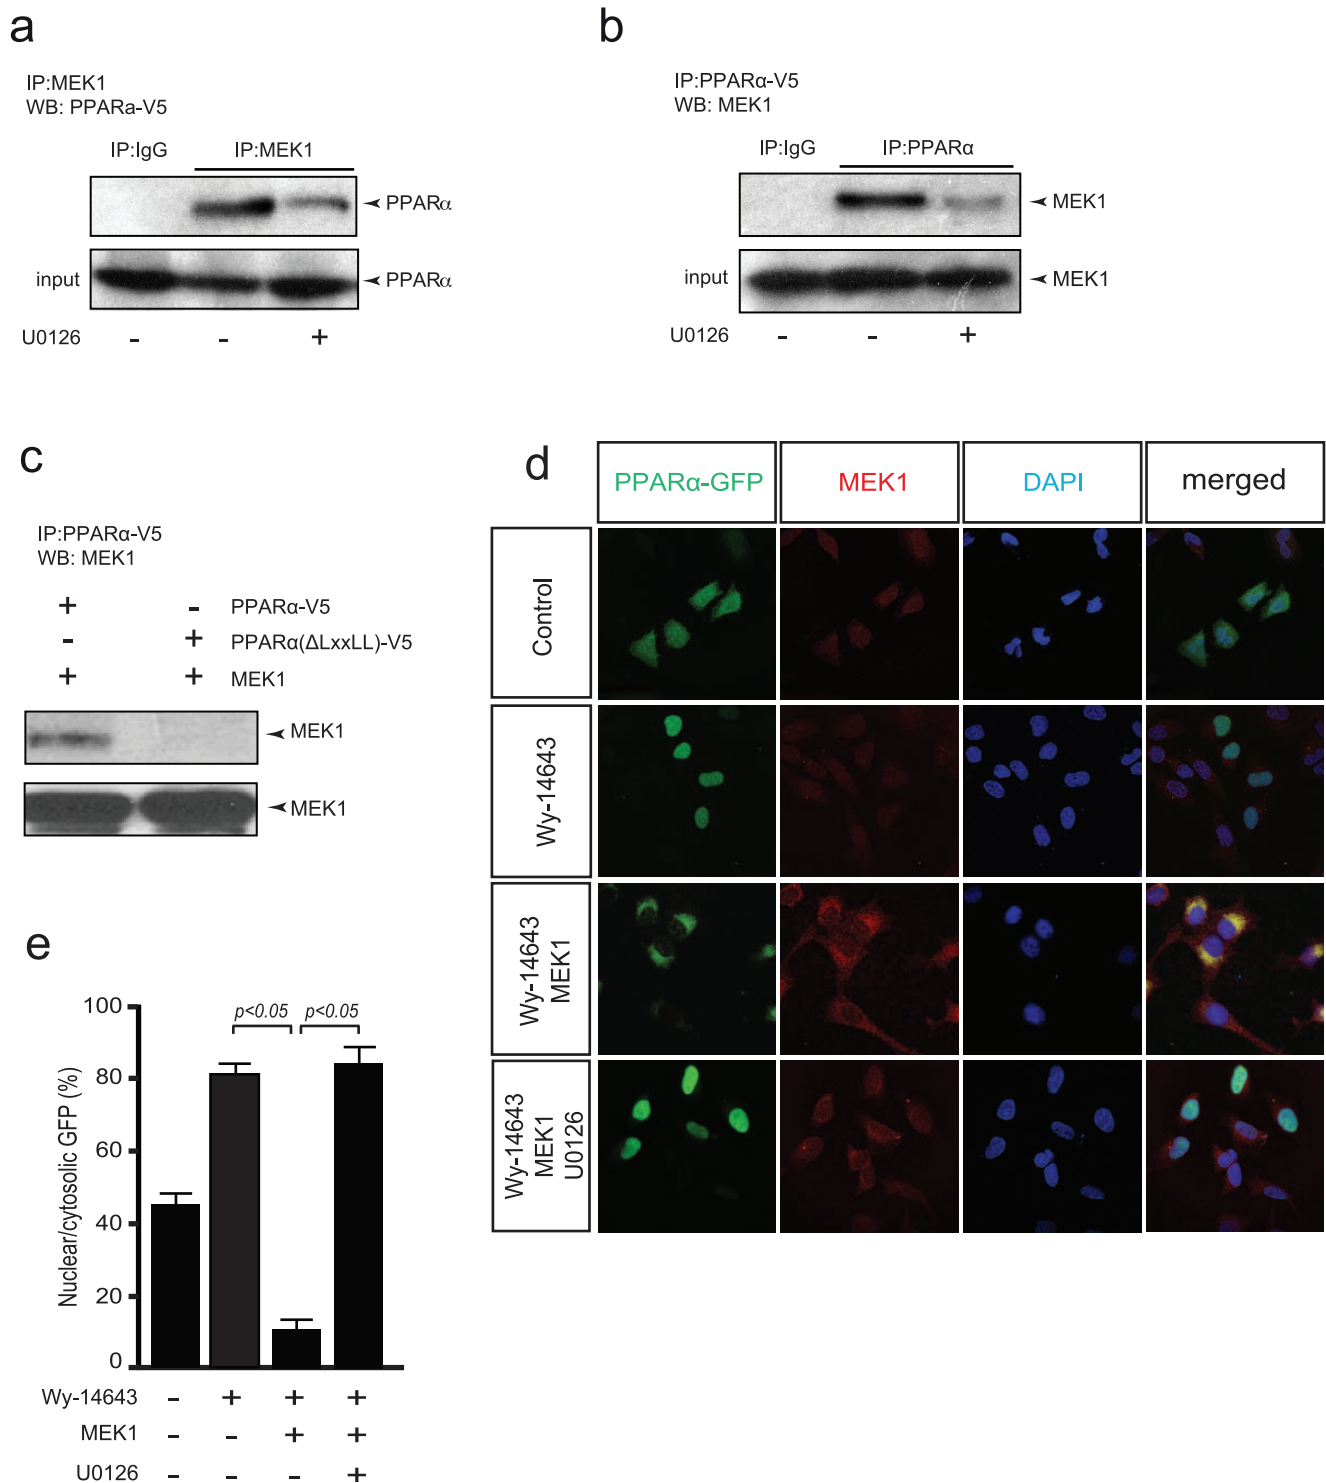 a
IP:MEK1
WB: PPARa-V5
IP:IgG IP:MEK1
PPARα
input PPARα
U0126 - - +
b
IP:PPARα-V5
WB: MEK1
IP:IgG IP:PPARα
MEK1
input MEK1
U0126 - - +
c
IP:PPARα-V5
WB: MEK1
+ - PPARα-V5
- + PPARα(ΔLxxLL)-V5
+ + MEK1
MEK1
MEK1
d
PPARα-GFP MEK1 DAPI merged
Control
Wy-14643
Wy-14643
MEK1
Wy-14643
MEK1
U0126
e
Nuclear/cytosolic GFP (%)
100
80
60
40
20
0
p<0.05 p<0.05
Wy-14643 - + + +
MEK1 - - + +
U0126 - - - +